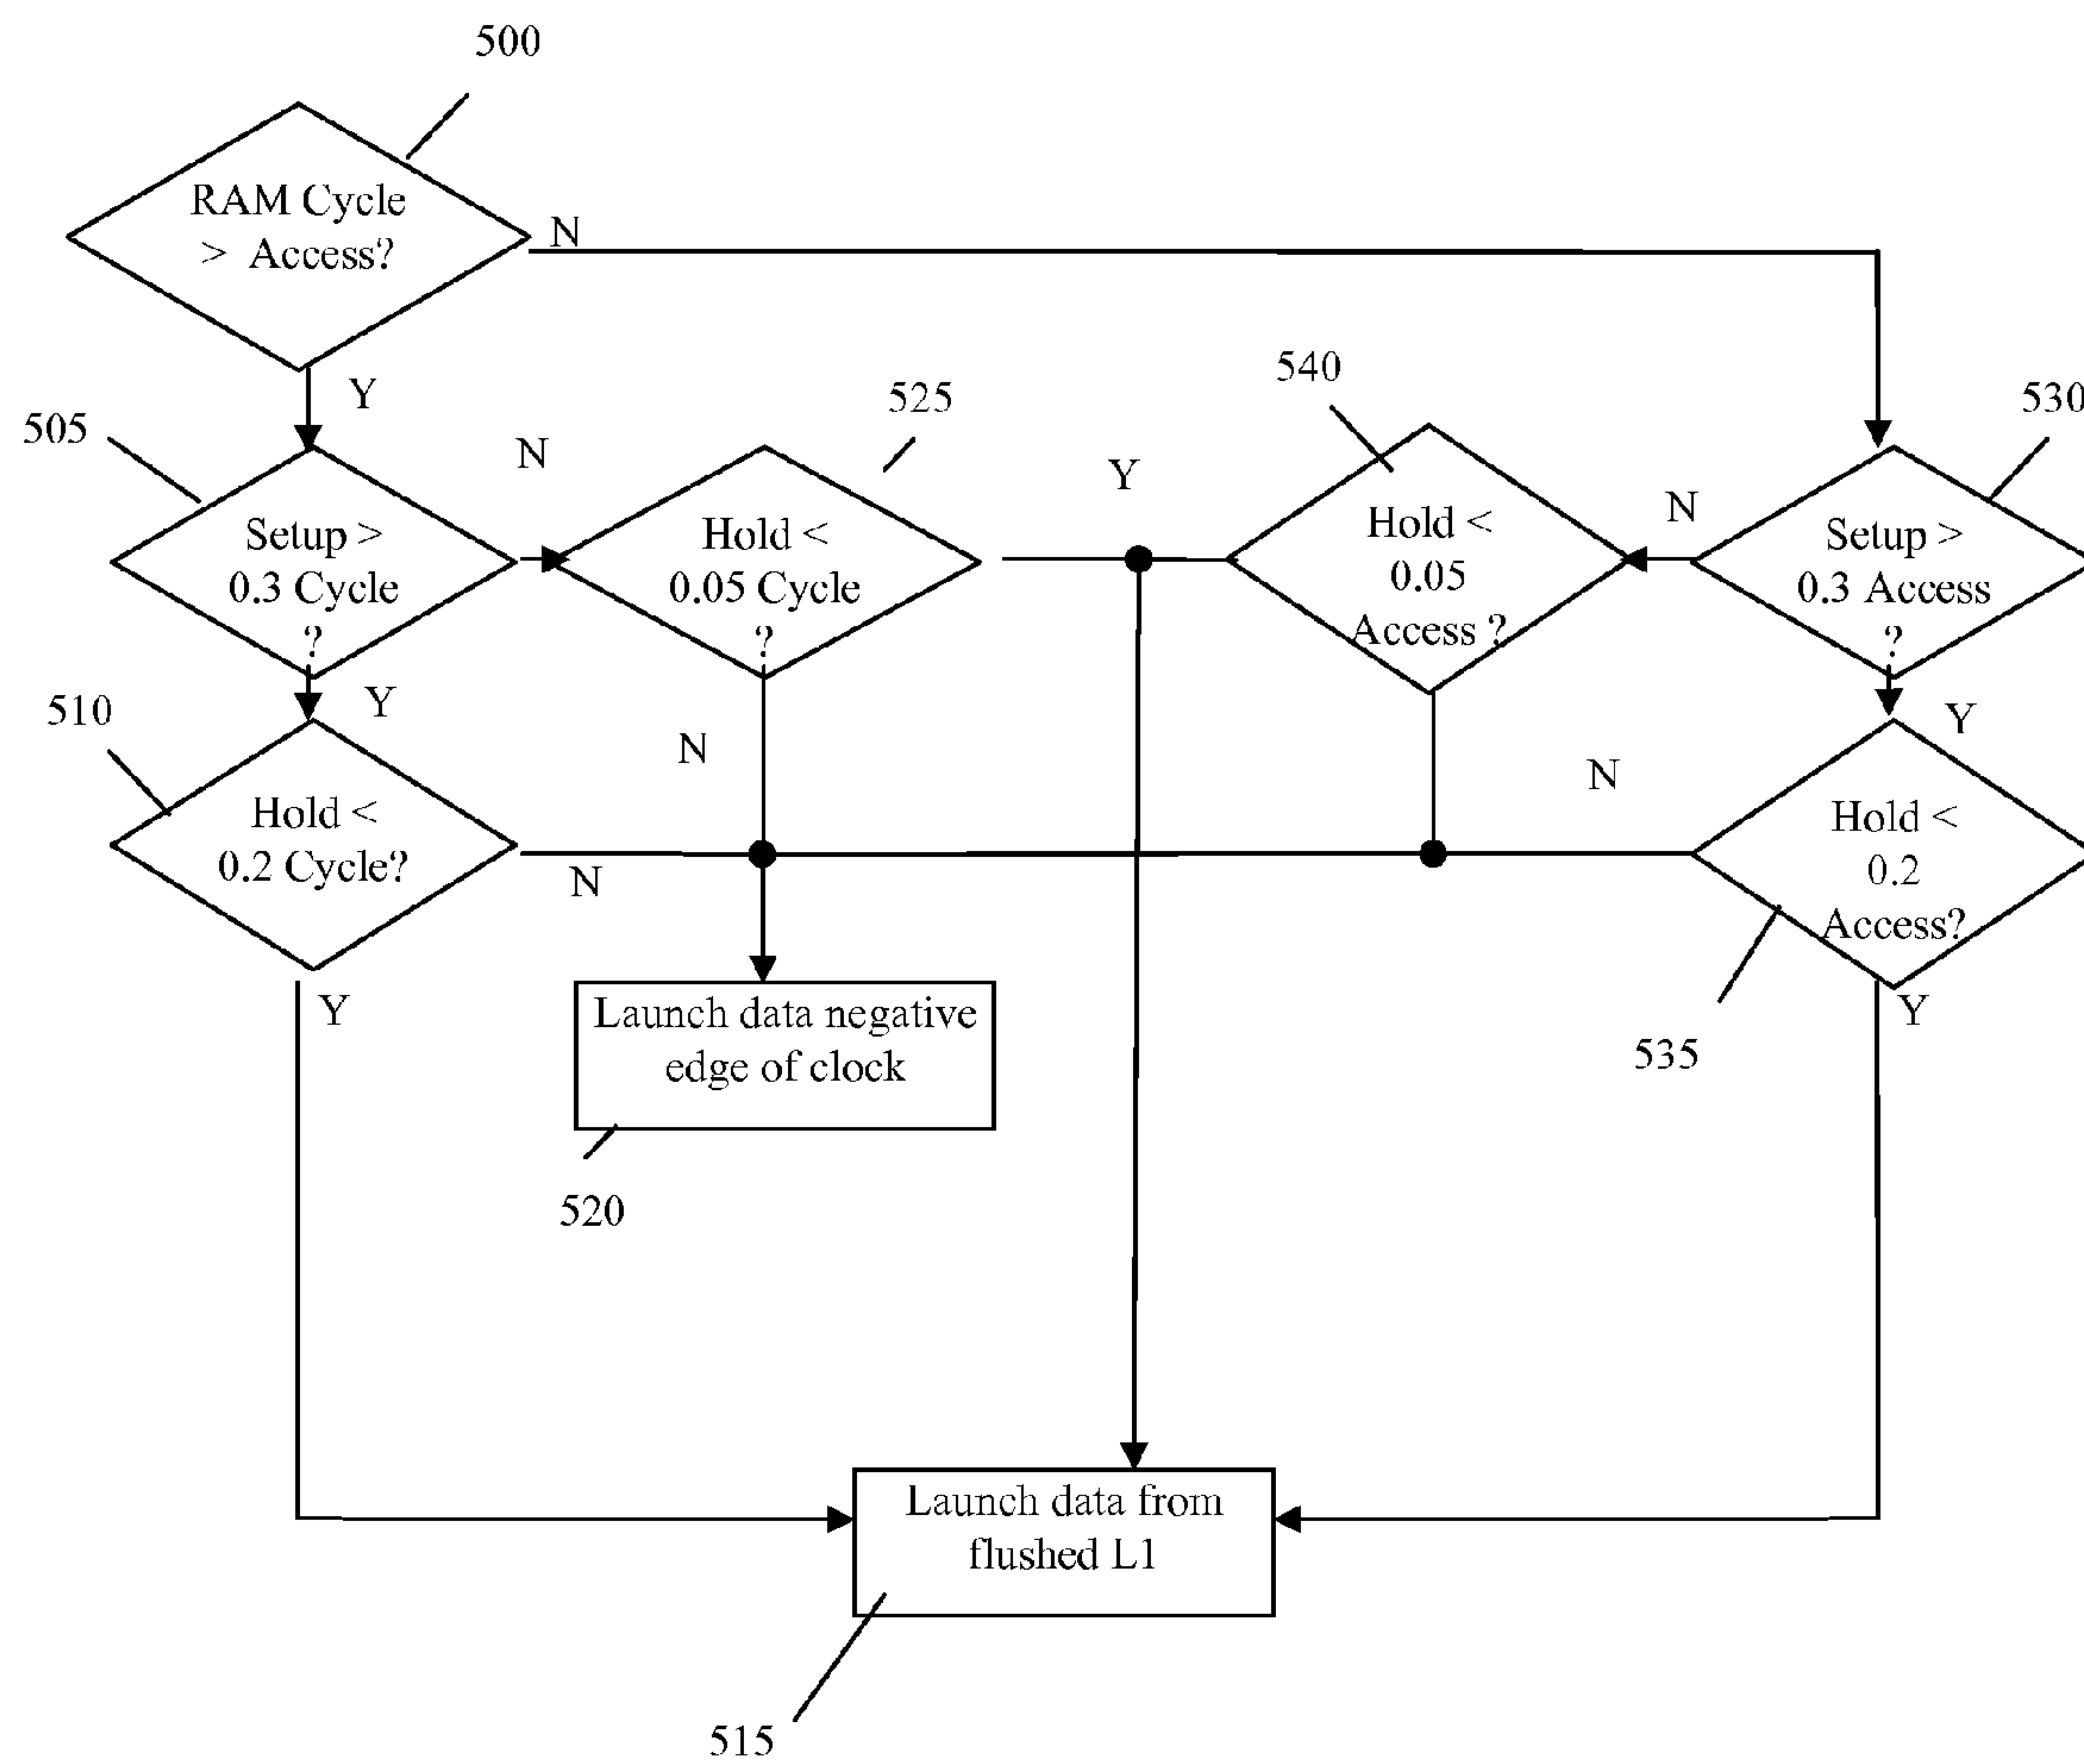 500
RAM Cycle
> Access?
N
Y
505
N
525
540
530
Y
N
Setup >
0.3 Cycle
?
Hold <
0.05 Cycle
?
Hold <
0.05
Access ?
Setup >
0.3 Access
?
510
Y
N
N
Y
Hold <
0.2 Cycle?
N
Hold <
0.2
Access?
Y
Launch data negative
edge of clock
535
Y
520
Launch data from
flushed L1
515